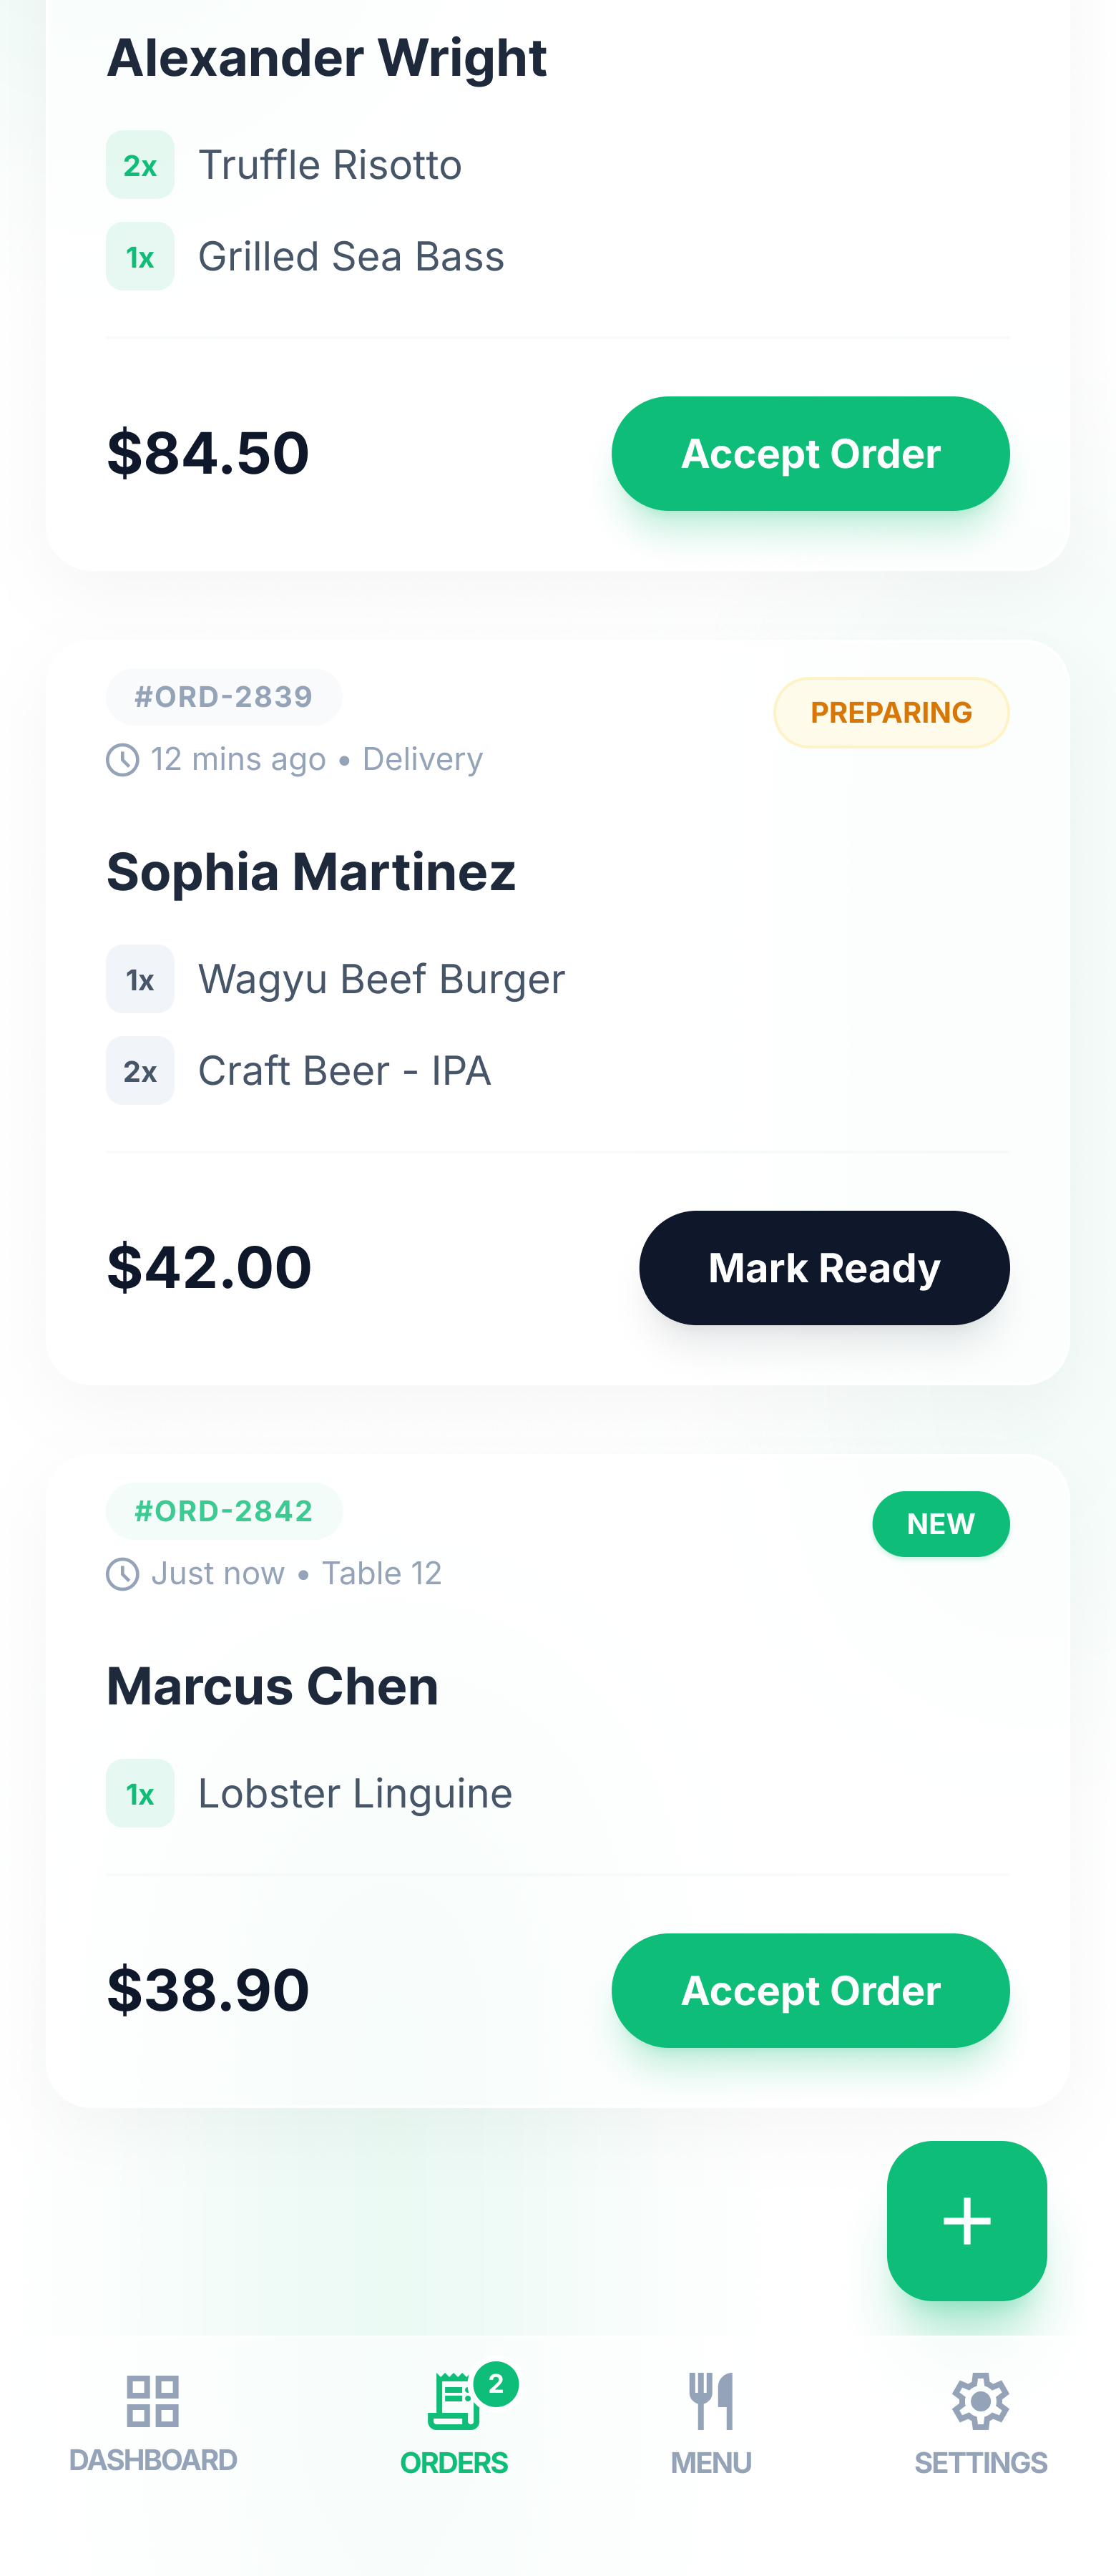 Alexander Wright
2x Truffle Risotto
1x Grilled Sea Bass
$84.50 Accept Order
#ORD-2839 PREPARING
12 mins ago • Delivery
Sophia Martinez
1x Wagyu Beef Burger
2x Craft Beer - IPA
$42.00 Mark Ready
#ORD-2842 NEW
Just now • Table 12
Marcus Chen
1x Lobster Linguine
$38.90 Accept Order
+
2
DASHBOARD ORDERS MENU SETTINGS